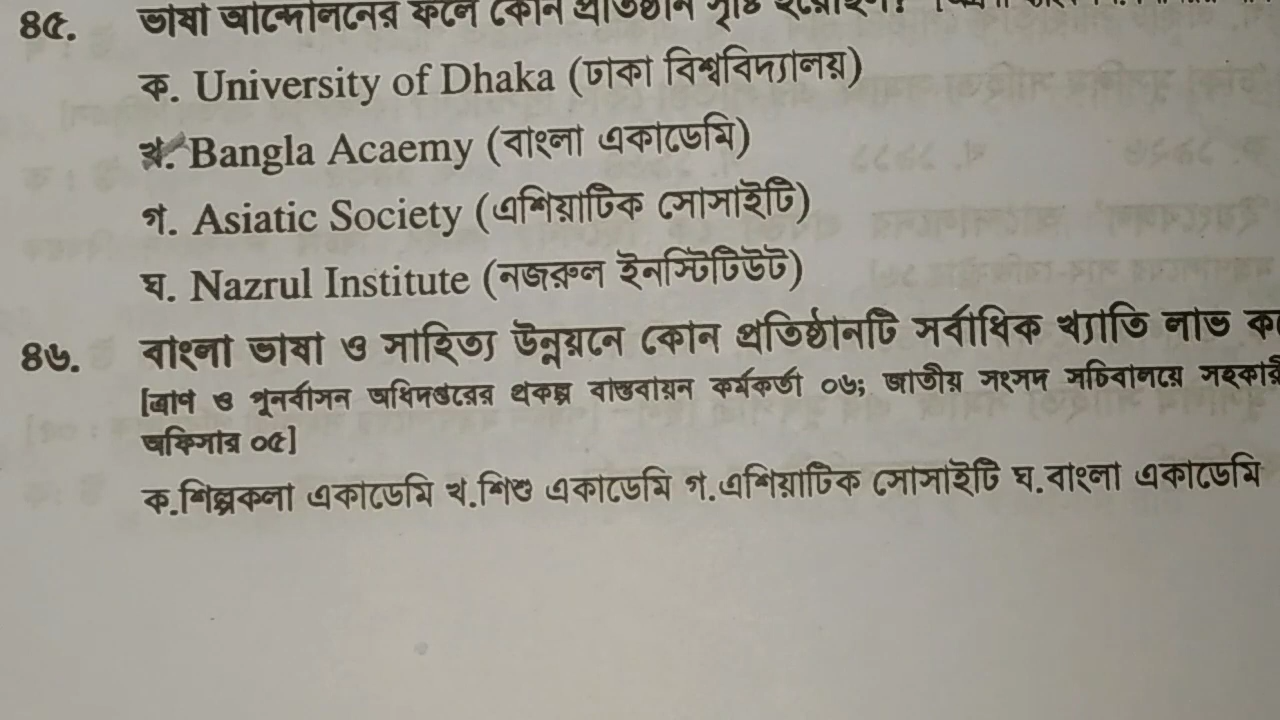 ৪৫. ভাষা আন্দোলনের ফলে কোন প্রতিষ্ঠান সৃষ্টি হয়েছিল?
ক. University of Dhaka (ঢাকা বিশ্ববিদ্যালয়)
খ. Bangla Acaemy (বাংলা একাডেমি)
গ. Asiatic Society (এশিয়াটিক সোসাইটি)
ঘ. Nazrul Institute (নজরুল ইনস্টিটিউট)
৪৬. বাংলা ভাষা ও সাহিত্য উন্নয়নে কোন প্রতিষ্ঠানটি সর্বাধিক খ্যাতি লাভ
[ত্রাণ ও পূনর্বাসন অধিদপ্তরের প্রকল্প বাস্তবায়ন কর্মকর্তা ০৬; জাতীয় সংসদ সচিবালয়ে সহকারী
অফিসার ০৫]
ক.শিল্পকলা একাডেমি খ.শিশু একাডেমি গ.এশিয়াটিক সোসাইটি ঘ.বাংলা একাডেমি